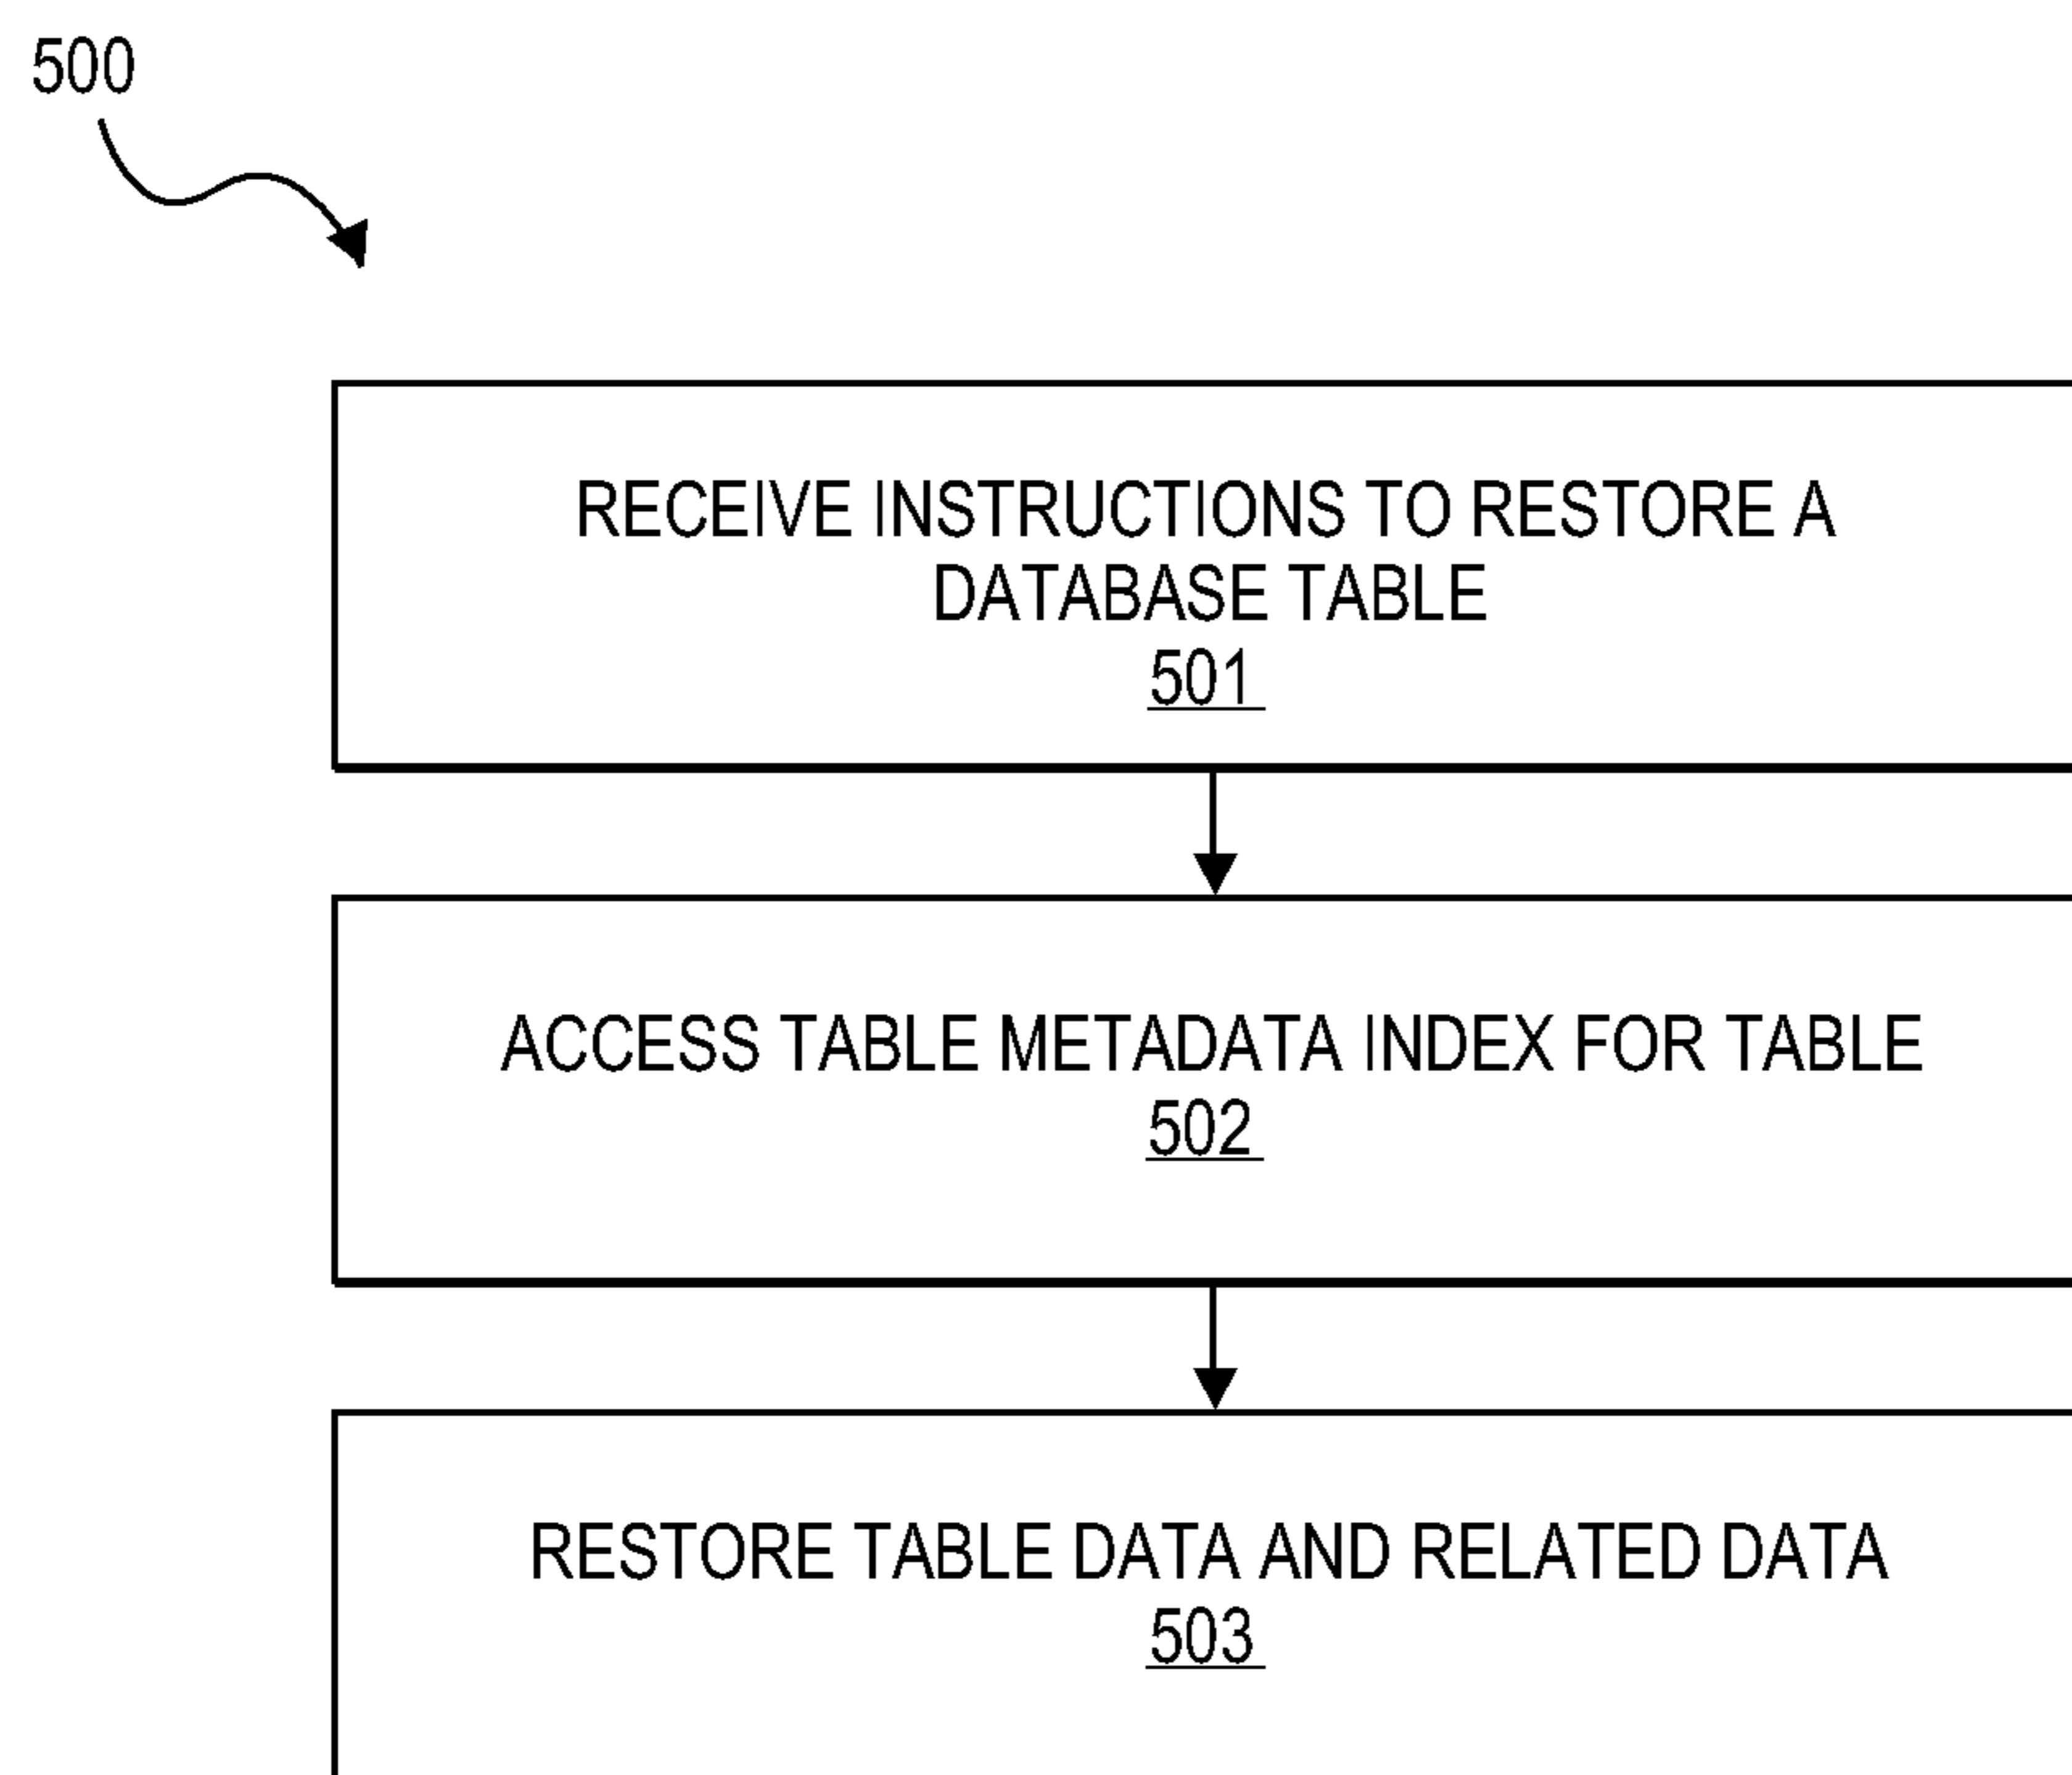 500
RECEIVE INSTRUCTIONS TO RESTORE A
DATABASE TABLE
501
ACCESS TABLE METADATA INDEX FOR TABLE
502
RESTORE TABLE DATA AND RELATED DATA
503